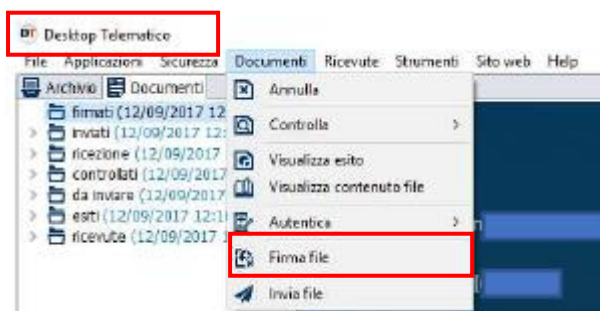 DT Desktop Telematico
File Applicazioni Sicurezza Documenti Ricevute Strumenti Sito web Help
Archivio Documenti
firmati (12/09/2017 12
inviati (12/09/2017 12:
ricezione (12/09/2017
controllati (12/09/2017
da inviare (12/09/2017
esiti (12/09/2017 12:1
ricevute (12/09/2017 1
Annulla
Controlla
Visualizza esito
Visualizza contenuto file
Autentica
Firma file
Invia file